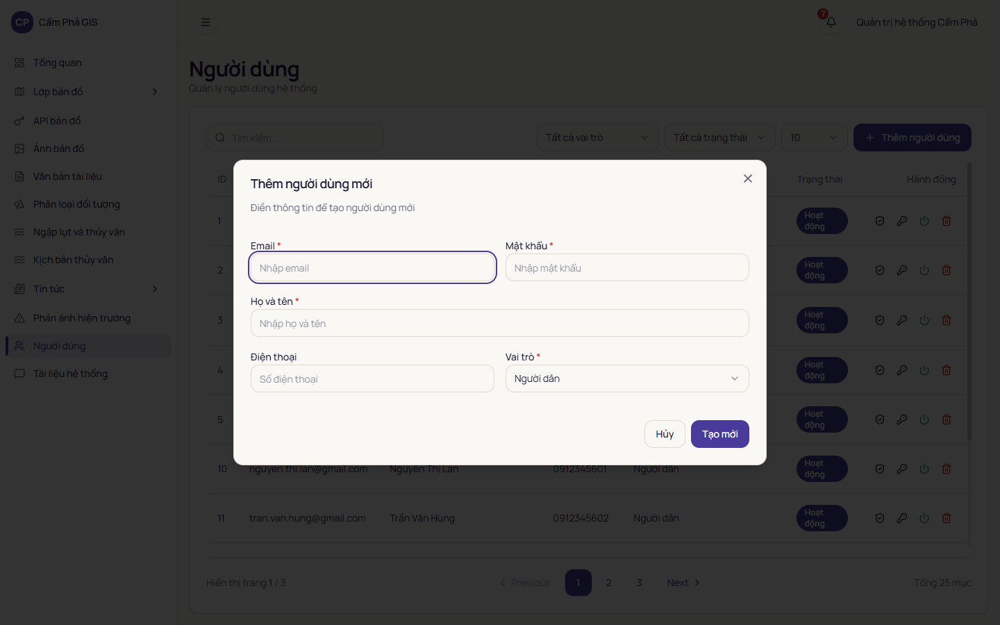 CP Cẩm Phả GIS
7
Quản trị hệ thống Cẩm Phả
Tổng quan
Lớp bản đồ
API bản đồ
Ảnh bản đồ
Văn bản tài liệu
Phân loại đối tượng
Ngập lụt và thủy văn
Kịch bản thủy văn
Tin tức
Phản ánh hiện trường
Người dùng
Tài liệu hệ thống
Người dùng
Quản lý người dùng hệ thống
Tìm kiếm...
Tất cả vai trò
Tất cả trạng thái
10
Thêm người dùng
ID
Trạng thái
Hành động
1
Hoạt động
2
Hoạt động
3
Hoạt động
4
Hoạt động
5
Hoạt động
10 nguyen.thi.lan@gmail.com Nguyễn Thị Lan 0912345601 Người dân Hoạt động
11 tran.van.hung@gmail.com Trần Văn Hùng 0912345602 Người dân Hoạt động
Hiển thị trang 1 / 3
Previous 1 2 3 Next
Tổng 25 mục
Thêm người dùng mới
Điền thông tin để tạo người dùng mới
Email *
Nhập email
Mật khẩu *
Nhập mật khẩu
Họ và tên *
Nhập họ và tên
Điện thoại
Số điện thoại
Vai trò *
Người dân
Hủy
Tạo mới